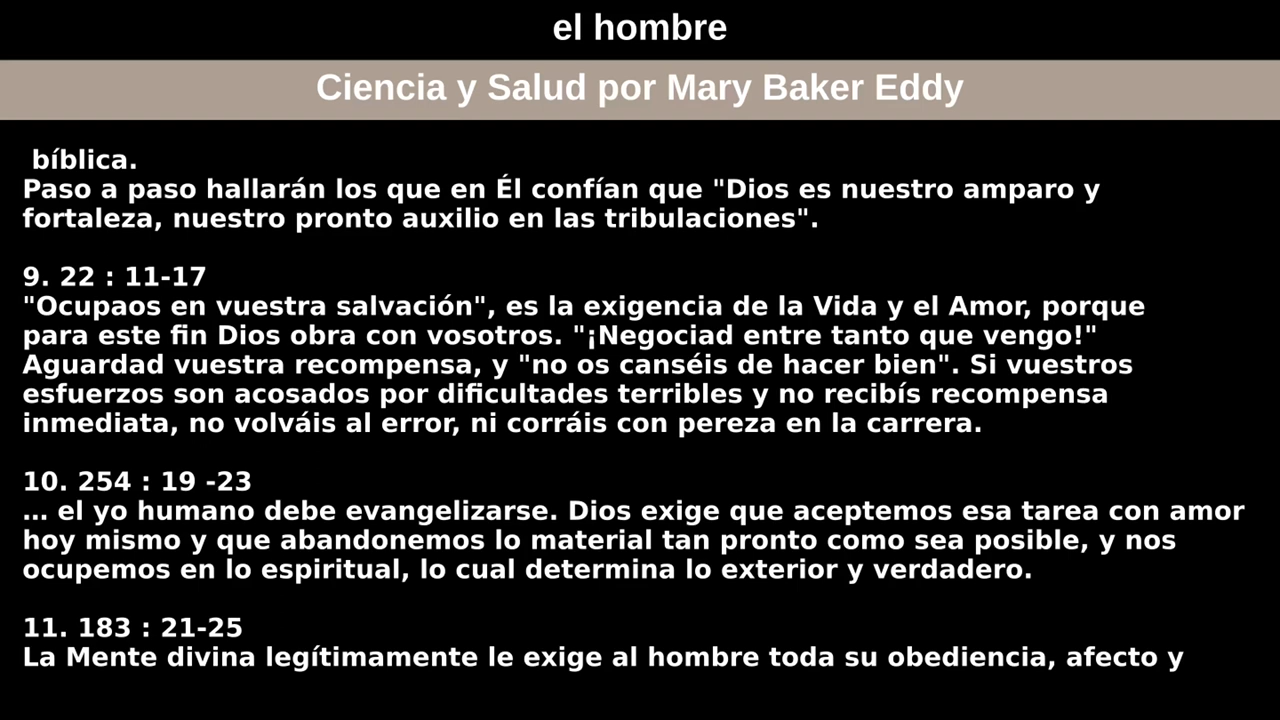 el hombre
Ciencia y Salud por Mary Baker Eddy
bíblica.
Paso a paso hallarán los que en Él confían que "Dios es nuestro amparo y
fortaleza, nuestro pronto auxilio en las tribulaciones".
9. 22 : 11-17
"Ocupaos en vuestra salvación", es la exigencia de la Vida y el Amor, porque
para este fin Dios obra con vosotros. "¡Negociad entre tanto que vengo!"
Aguardad vuestra recompensa, y "no os canséis de hacer bien". Si vuestros
esfuerzos son acosados por dificultades terribles y no recibís recompensa
inmediata, no volváis al error, ni corráis con pereza en la carrera.
10. 254 : 19 -23
… el yo humano debe evangelizarse. Dios exige que aceptemos esa tarea con amor
hoy mismo y que abandonemos lo material tan pronto como sea posible, y nos
ocupemos en lo espiritual, lo cual determina lo exterior y verdadero.
11. 183 : 21-25
La Mente divina legítimamente le exige al hombre toda su obediencia, afecto y